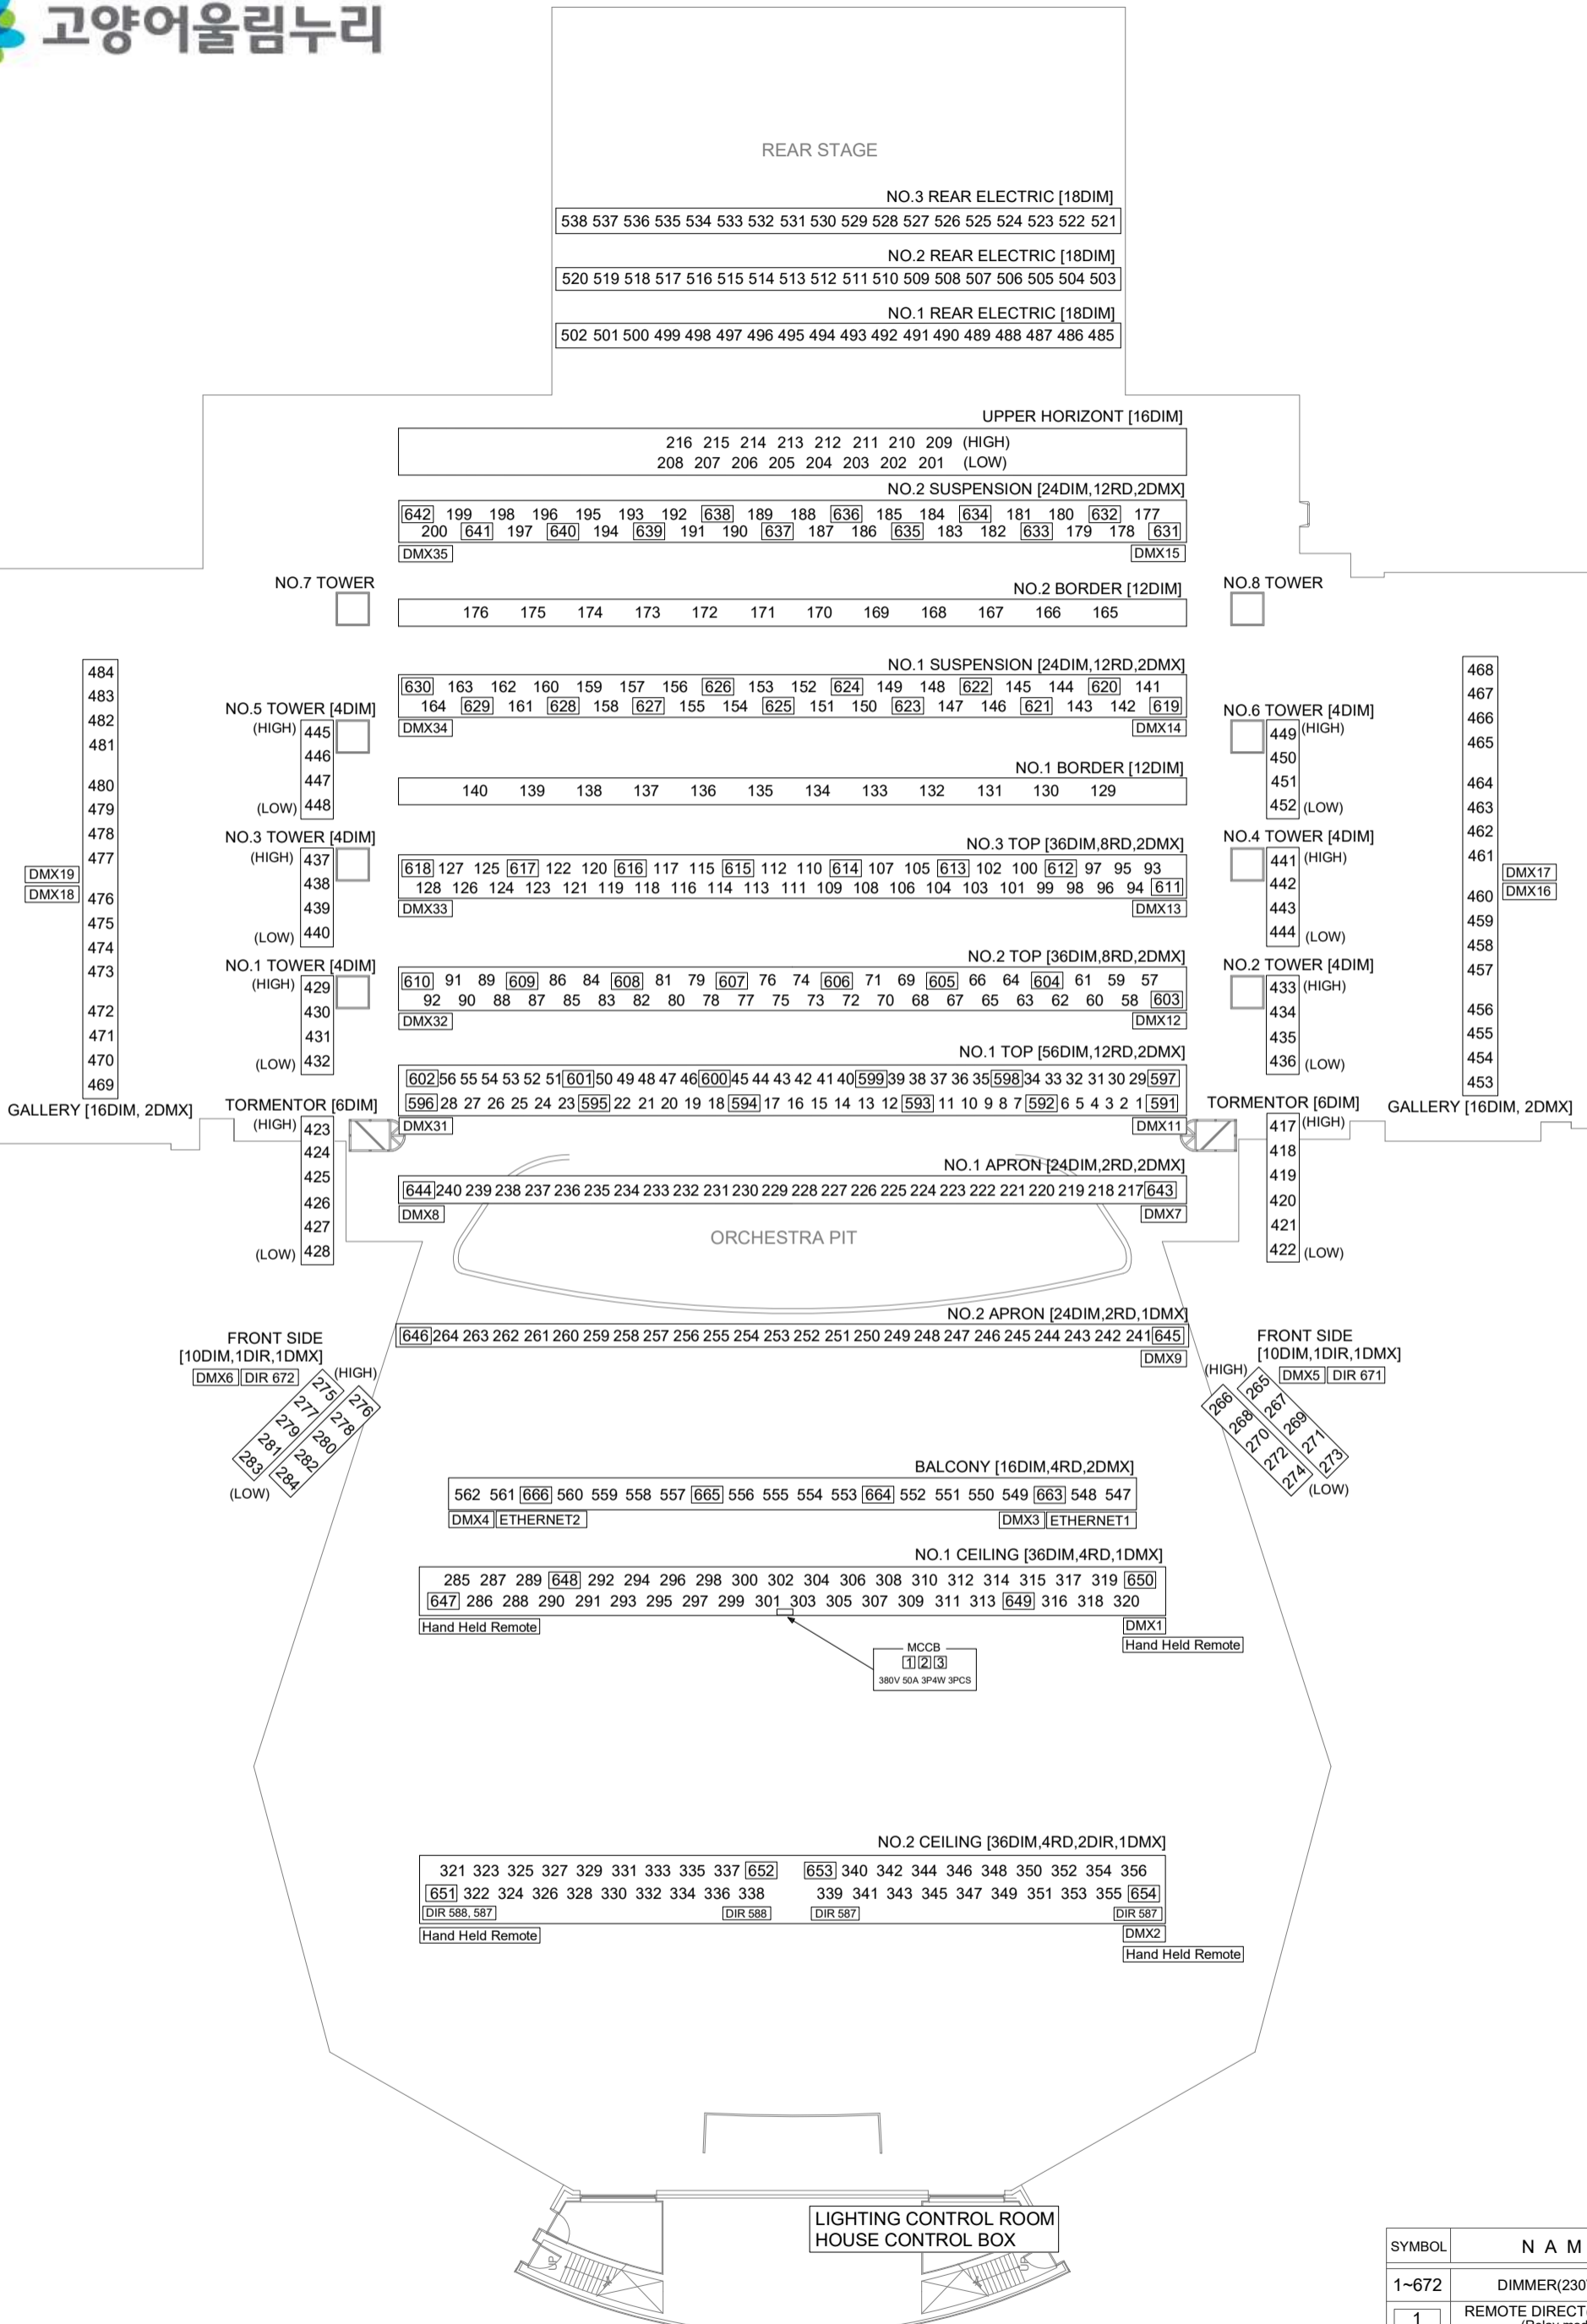 고양어울림누리
REAR STAGE
NO.3 REAR ELECTRIC [18DIM]
538 537 536 535 534 533 532 531 530 529 528 527 526 525 524 523 522 521
NO.2 REAR ELECTRIC [18DIM]
520 519 518 517 516 515 514 513 512 511 510 509 508 507 506 505 504 503
NO.1 REAR ELECTRIC [18DIM]
502 501 500 499 498 497 496 495 494 493 492 491 490 489 488 487 486 485
UPPER HORIZONT [16DIM]
216 215 214 213 212 211 210 209 (HIGH)
208 207 206 205 204 203 202 201 (LOW)
NO.2 SUSPENSION [24DIM,12RD,2DMX]
642 199 198 196 195 193 192 638 189 188 636 185 184 634 181 180 632 177
200 641 197 640 194 639 191 190 637 187 186 635 183 182 633 179 178 631
DMX35 DMX15
NO.7 TOWER
NO.8 TOWER
NO.2 BORDER [12DIM]
176 175 174 173 172 171 170 169 168 167 166 165
NO.1 SUSPENSION [24DIM,12RD,2DMX]
630 163 162 160 159 157 156 626 153 152 624 149 148 622 145 144 620 141
164 629 161 628 158 627 155 154 625 151 150 623 147 146 621 143 142 619
DMX34 DMX14
NO.1 BORDER [12DIM]
140 139 138 137 136 135 134 133 132 131 130 129
NO.3 TOP [36DIM,8RD,2DMX]
618 127 125 617 122 120 616 117 115 615 112 110 614 107 105 613 102 100 612 97 95 93
128 126 124 123 121 119 118 116 114 113 111 109 108 106 104 103 101 99 98 96 94 611
DMX33 DMX13
NO.2 TOP [36DIM,8RD,2DMX]
610 91 89 609 86 84 608 81 79 607 76 74 606 71 69 605 66 64 604 61 59 57
92 90 88 87 85 83 82 80 78 77 75 73 72 70 68 67 65 63 62 60 58 603
DMX32 DMX12
NO.1 TOP [56DIM,12RD,2DMX]
602 56 55 54 53 52 51 601 50 49 48 47 46 600 45 44 43 42 41 40 599 39 38 37 36 35 598 34 33 32 31 30 29 597
596 28 27 26 25 24 23 595 22 21 20 19 18 594 17 16 15 14 13 12 593 11 10 9 8 7 592 6 5 4 3 2 1 591
DMX31 DMX11
484
483
482
481
480
479
478
477
476
475
474
473
472
471
470
469
DMX19
DMX18
GALLERY [16DIM, 2DMX]
NO.5 TOWER [4DIM]
(HIGH) 445
446
447
(LOW) 448
NO.3 TOWER [4DIM]
(HIGH) 437
438
439
(LOW) 440
NO.1 TOWER [4DIM]
(HIGH) 429
430
431
(LOW) 432
TORMENTOR [6DIM]
(HIGH) 423
424
425
426
427
(LOW) 428
NO.6 TOWER [4DIM]
449 (HIGH)
450
451
452 (LOW)
NO.4 TOWER [4DIM]
441 (HIGH)
442
443
444 (LOW)
NO.2 TOWER [4DIM]
433 (HIGH)
434
435
436 (LOW)
TORMENTOR [6DIM]
417 (HIGH)
418
419
420
421
422 (LOW)
468
467
466
465
464
463
462
461
460
459
458
457
456
455
454
453
DMX17
DMX16
GALLERY [16DIM, 2DMX]
NO.1 APRON [24DIM,2RD,2DMX]
644 240 239 238 237 236 235 234 233 232 231 230 229 228 227 226 225 224 223 222 221 220 219 218 217 643
DMX8 DMX7
ORCHESTRA PIT
NO.2 APRON [24DIM,2RD,1DMX]
646 264 263 262 261 260 259 258 257 256 255 254 253 252 251 250 249 248 247 246 245 244 243 242 241 645
DMX9
FRONT SIDE
[10DIM,1DIR,1DMX]
DMX6 DIR 672
(HIGH)
275 277 279 281 283
276 278 280 282 284
(LOW)
FRONT SIDE
[10DIM,1DIR,1DMX]
DMX5 DIR 671
(HIGH)
265 267 269 271 273
266 268 270 272 274
(LOW)
BALCONY [16DIM,4RD,2DMX]
562 561 666 560 559 558 557 665 556 555 554 553 664 552 551 550 549 663 548 547
DMX4 ETHERNET2 DMX3 ETHERNET1
NO.1 CEILING [36DIM,4RD,1DMX]
285 287 289 648 292 294 296 298 300 302 304 306 308 310 312 314 315 317 319 650
647 286 288 290 291 293 295 297 299 301 303 305 307 309 311 313 649 316 318 320
Hand Held Remote DMX1
Hand Held Remote
MCCB
1 2 3
380V 50A 3P4W 3PCS
NO.2 CEILING [36DIM,4RD,2DIR,1DMX]
321 323 325 327 329 331 333 335 337 652 653 340 342 344 346 348 350 352 354 356
651 322 324 326 328 330 332 334 336 338 339 341 343 345 347 349 351 353 355 654
DIR 588, 587 DIR 588 DIR 587 DIR 587
Hand Held Remote DMX2
Hand Held Remote
LIGHTING CONTROL ROOM
HOUSE CONTROL BOX
UP UP
SYMBOL N A M
1~672 DIMMER(230
1 REMOTE DIRECT